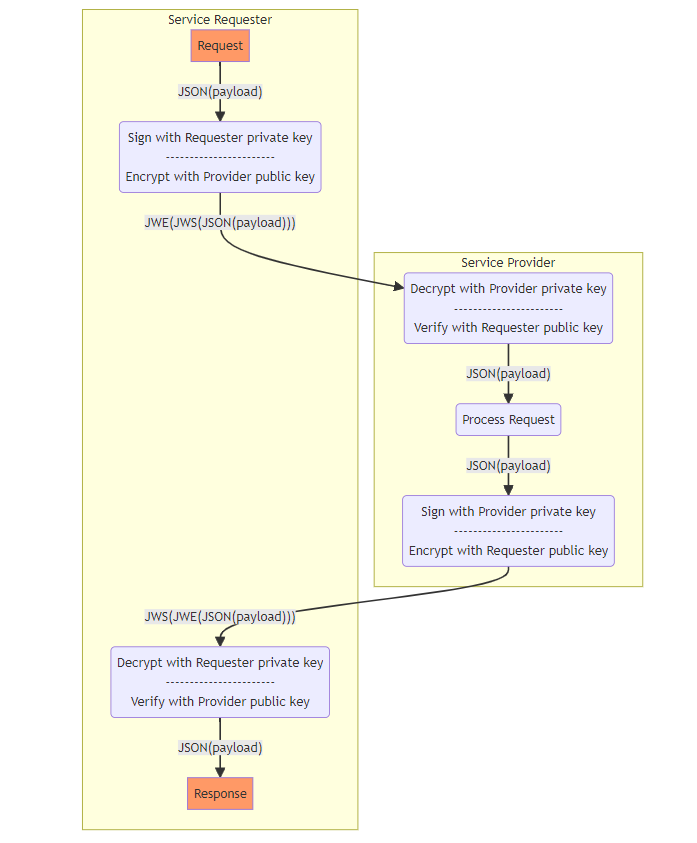 Service Requester
Request
JSON(payload)
Sign with Requester private key
-----------------------
Encrypt with Provider public key
JWE(JWS(JSON(payload)))
Service Provider
Decrypt with Provider private key
-----------------------
Verify with Requester public key
JSON(payload)
Process Request
JSON(payload)
Sign with Provider private key
-----------------------
Encrypt with Requester public key
JWS(JWE(JSON(payload)))
Decrypt with Requester private key
-----------------------
Verify with Provider public key
JSON(payload)
Response